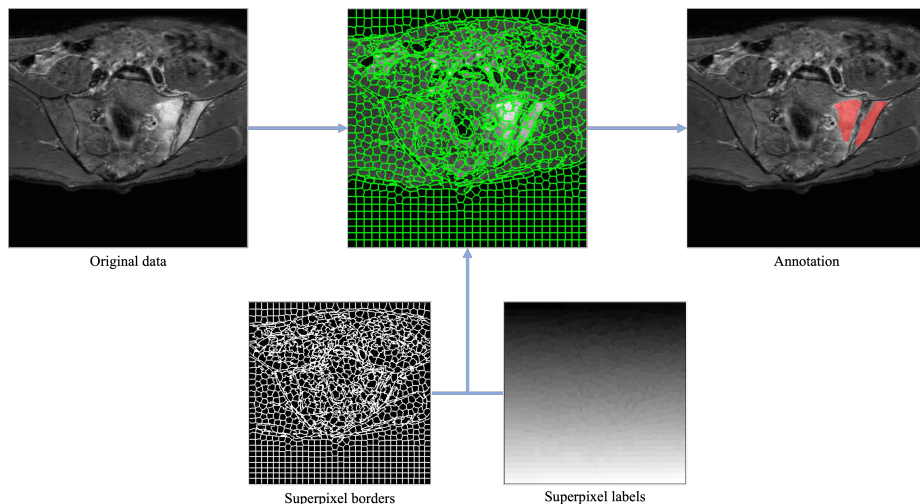 Original data
Annotation
Superpixel borders
Superpixel labels